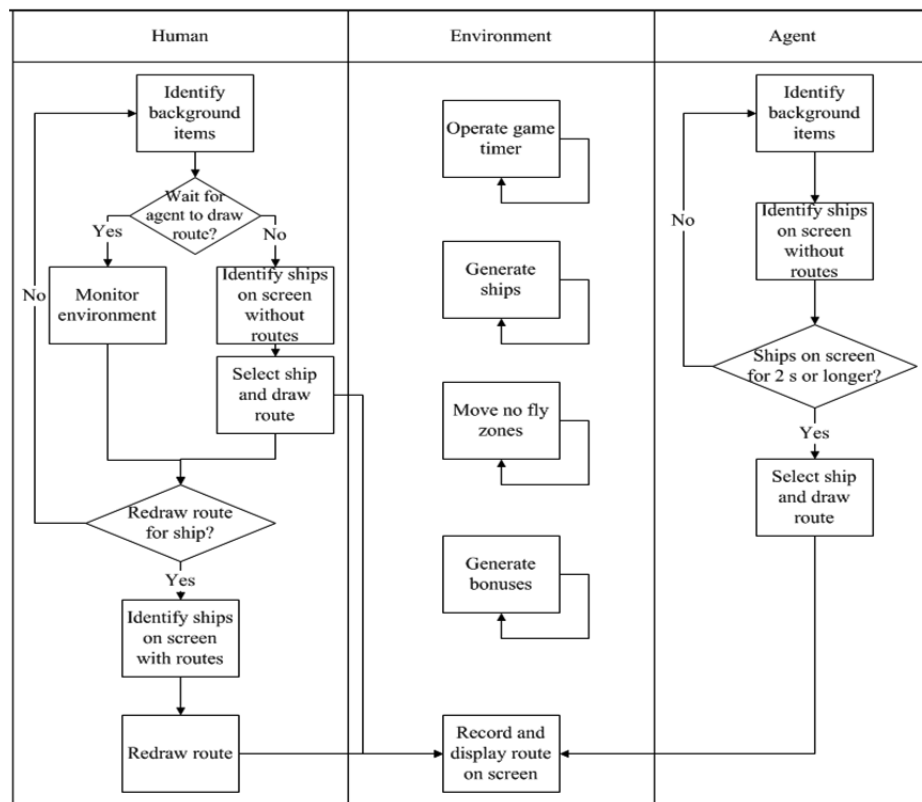 Human
Environment
Agent
Identify
background
items
Wait for
agent to draw
route?
Yes
No
Monitor
environment
Identify ships
on screen
without
routes
Select ship
and draw
route
No
Redraw route
for ship?
Yes
Identify ships
on screen
with routes
Redraw route
Operate game
timer
Generate
ships
Move no fly
zones
Generate
bonuses
Record and
display route
on screen
Identify
background
items
No
Identify ships
on screen
without
routes
Ships on screen
for 2 s or longer?
Yes
Select ship
and draw
route